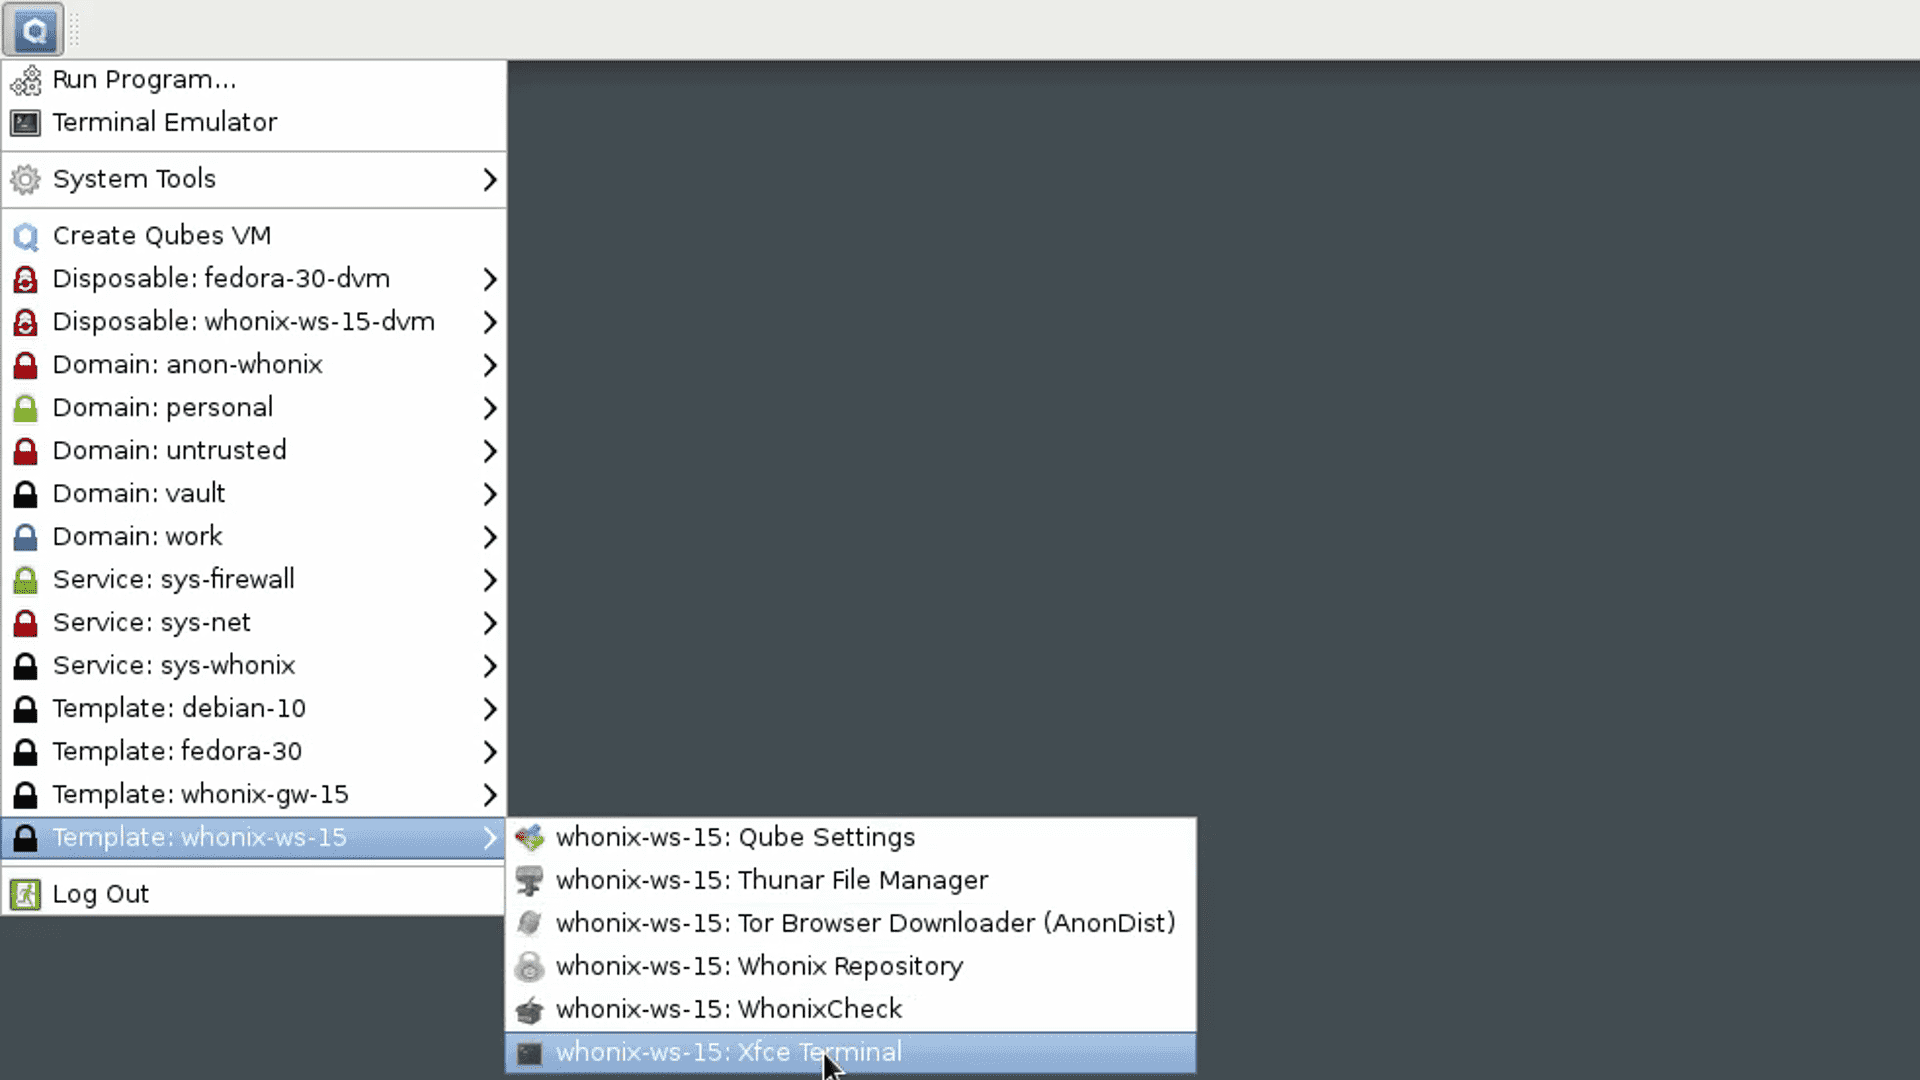 Run Program...
Terminal Emulator
System Tools
Create Qubes VM
Disposable: fedora-30-dvm
Disposable: whonix-ws-15-dvm
Domain: anon-whonix
Domain: personal
Domain: untrusted
Domain: vault
Domain: work
Service: sys-firewall
Service: sys-net
Service: sys-whonix
Template: debian-10
Template: fedora-30
Template: whonix-gw-15
Template: whonix-ws-15
Log Out
whonix-ws-15: Qube Settings
whonix-ws-15: Thunar File Manager
whonix-ws-15: Tor Browser Downloader (AnonDist)
whonix-ws-15: Whonix Repository
whonix-ws-15: WhonixCheck
whonix-ws-15: Xfce Terminal